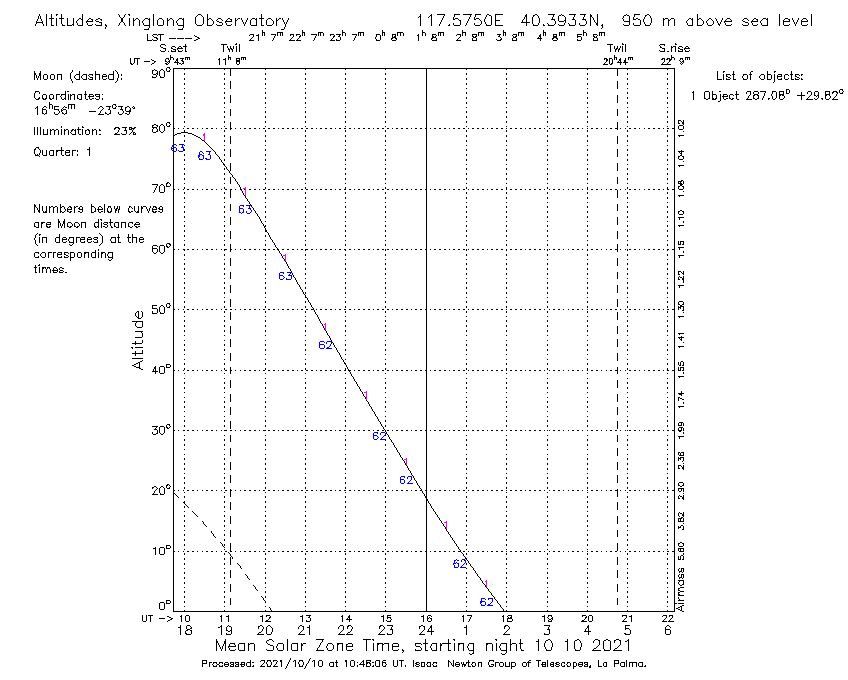 Altitudes, Xinglong Observatory 117.5750E 40.3933N, 950 m above sea level
LST ---> 21h 7m 22h 7m 23h 7m 0h 8m 1h 8m 2h 8m 3h 8m 4h 8m 5h 8m
S.set Twil Twil S.rise
UT -> 9h43m 11h 8m 20h44m 22h 9m
Moon (dashed):
Coordinates:
16h56m -23°39'
Illumination: 23%
Quarter: 1
Numbers below curves
are Moon distance
(in degrees) at the
corresponding
times.
List of objects:
1 Object 287.08D +29.82°
Altitude
90°
80°
70°
60°
50°
40°
30°
20°
10°
0°
1 1 1 1 1 1 1 1
63 63 63 63 62 62 62 62 62
1.02
1.04
1.06
1.10
1.15
1.22
1.30
1.41
1.55
1.74
1.99
2.36
2.90
3.82
5.60
Airmass
UT -> 10 11 12 13 14 15 16 17 18 19 20 21 22
18 19 20 21 22 23 24 1 2 3 4 5 6
Mean Solar Zone Time, starting night 10 10 2021
Processed: 2021/10/10 at 10:48:06 UT. Isaac Newton Group of Telescopes, La Palma.